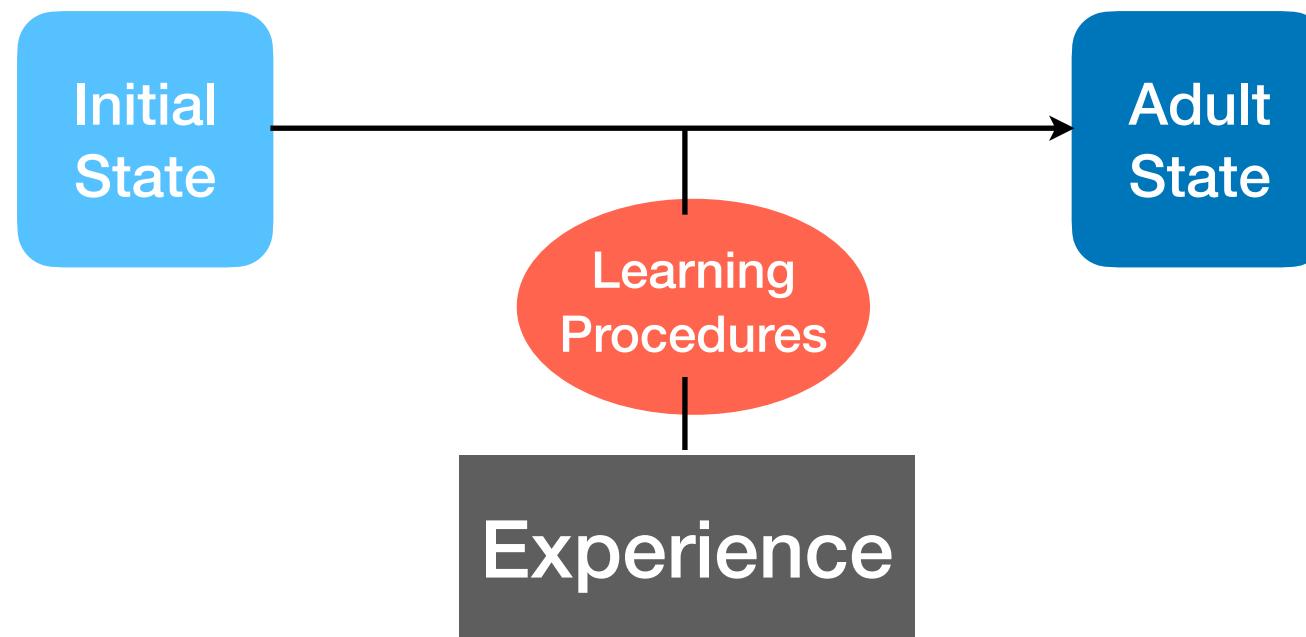 Initial
State
Adult
State
Learning
Procedures
Experience